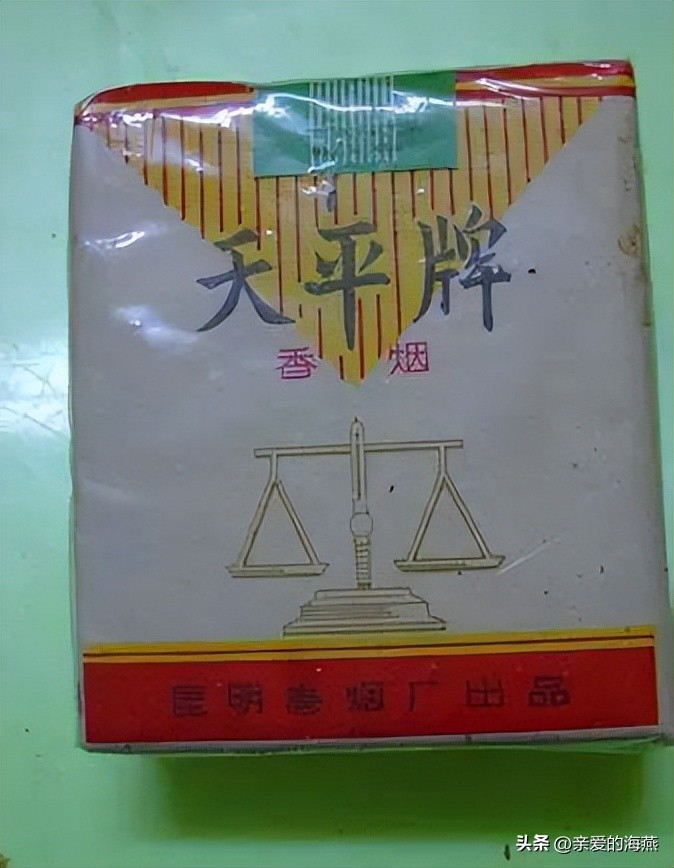 天平牌
香烟
昆明卷烟厂出品
头条 @亲爱的海燕